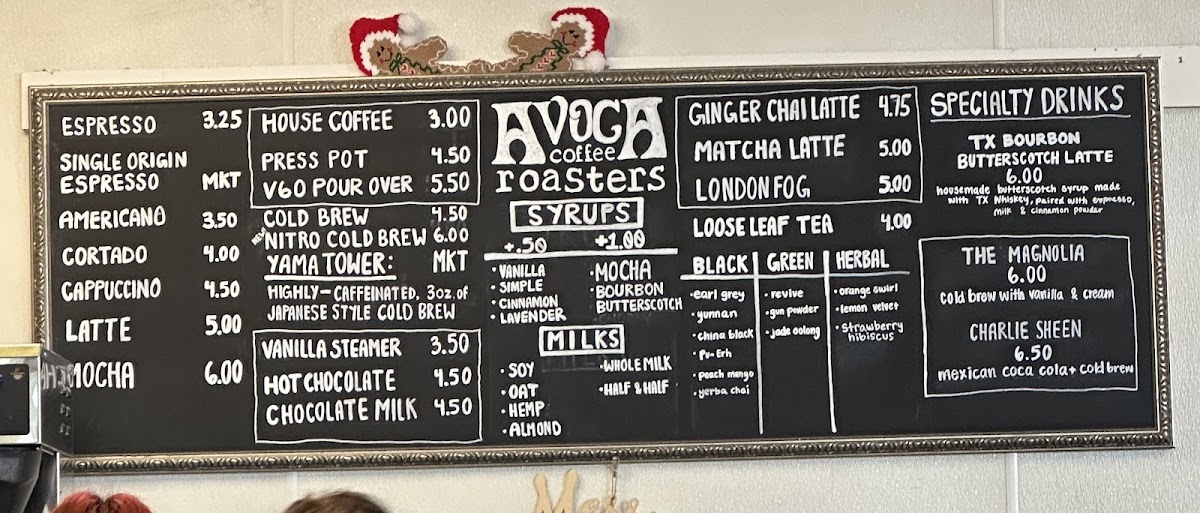 ESPRESSO 3.25
SINGLE ORIGIN
ESPRESSO MKT
AMERICANO 3.50
CORTADO 4.00
CAPPUCCINO 4.50
LATTE 5.00
MOCHA 6.00
HOUSE COFFEE 3.00
PRESS POT 4.50
V60 POUR OVER 5.50
COLD BREW 4.50
NEW! NITRO COLD BREW 6.00
YAMA TOWER: MKT
HIGHLY-CAFFEINATED, 3oz. of
JAPANESE STYLE COLD BREW
VANILLA STEAMER 3.50
HOT CHOCOLATE 4.50
CHOCOLATE MILK 4.50
AVOCA
coffee
roasters
SYRUPS
+.50 +1.00
• VANILLA
• SIMPLE
• CINNAMON
• LAVENDER
• MOCHA
• BOURBON
BUTTERSCOTCH
MILKS
• SOY
• OAT
• HEMP
• ALMOND
• WHOLE MILK
• HALF & HALF
GINGER CHAI LATTE 4.75
MATCHA LATTE 5.00
LONDON FOG 5.00
LOOSE LEAF TEA 4.00
BLACK
• earl grey
• yunnan
• china black
• Pu-Erh
• peach mango
• yerba chai
GREEN
• revive
• gun powder
• jade oolong
HERBAL
• orange swirl
• lemon velvet
• strawberry
hibiscus
SPECIALTY DRINKS
TX BOURBON
BUTTERSCOTCH LATTE
6.00
housemade butterscotch syrup made
with TX Whiskey, paired with espresso,
milk & cinnamon powder
THE MAGNOLIA
6.00
cold brew with vanilla & cream
CHARLIE SHEEN
6.50
mexican coca cola + cold brew